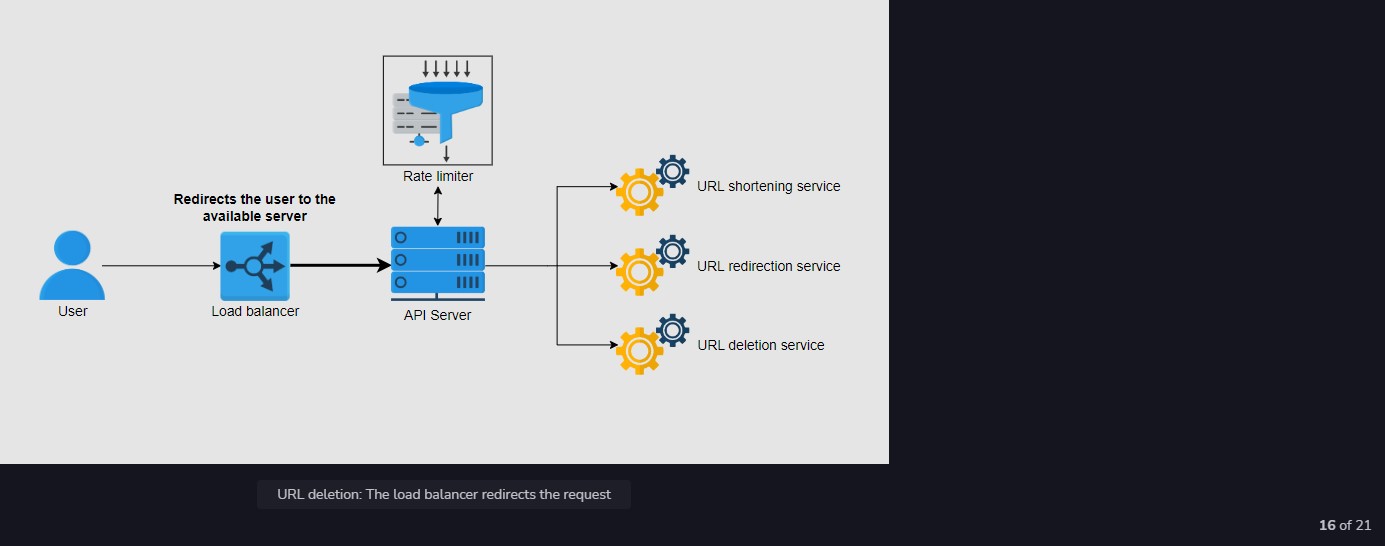 Rate limiter
URL shortening service
Redirects the user to the
available server
URL redirection service
User
Load balancer
API Server
URL deletion service
URL deletion: The load balancer redirects the request
16 of 21